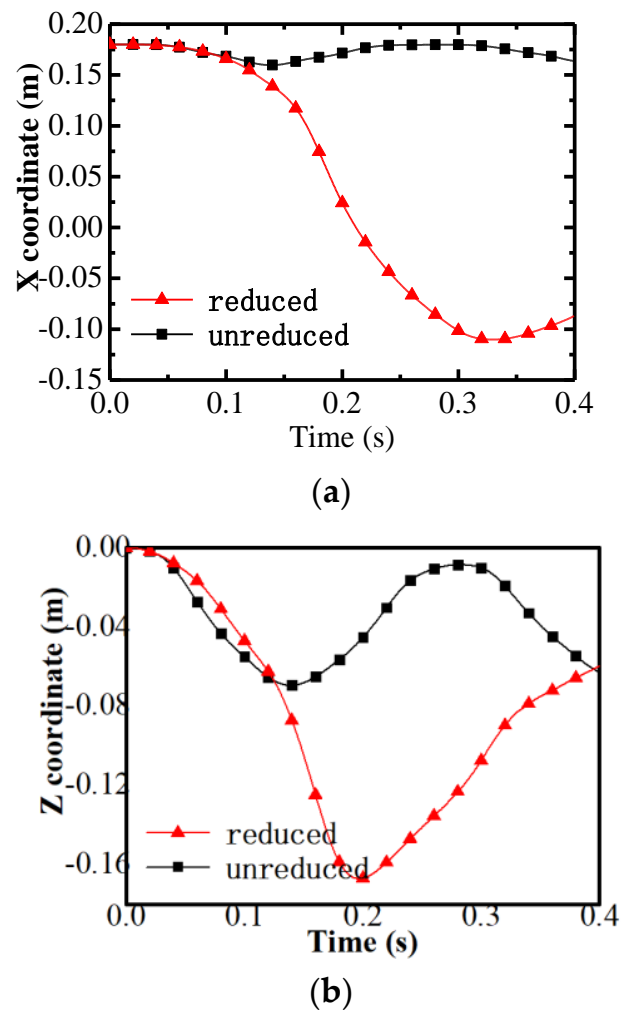 0.20
0.15
0.10
0.05
0.00
-0.05
-0.10
-0.15
X coordinate (m)
reduced
unreduced
0.0 0.1 0.2 0.3 0.4
Time (s)
(a)
0.00
-0.04
-0.08
-0.12
-0.16
Z coordinate (m)
reduced
unreduced
0.0 0.1 0.2 0.3 0.4
Time (s)
(b)